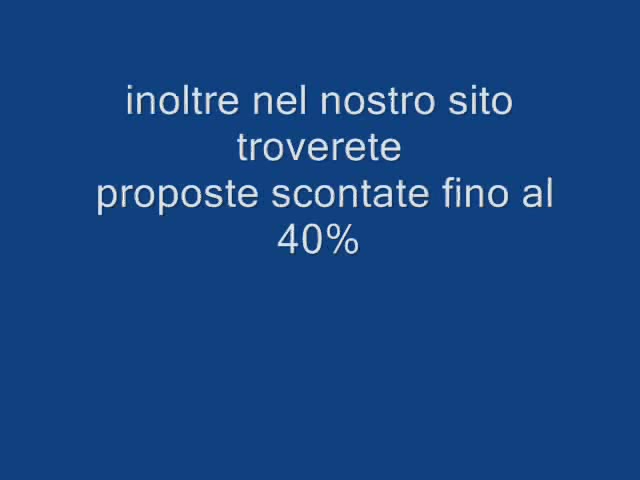 inoltre nel nostro sito
troverete
proposte scontate fino al
40%